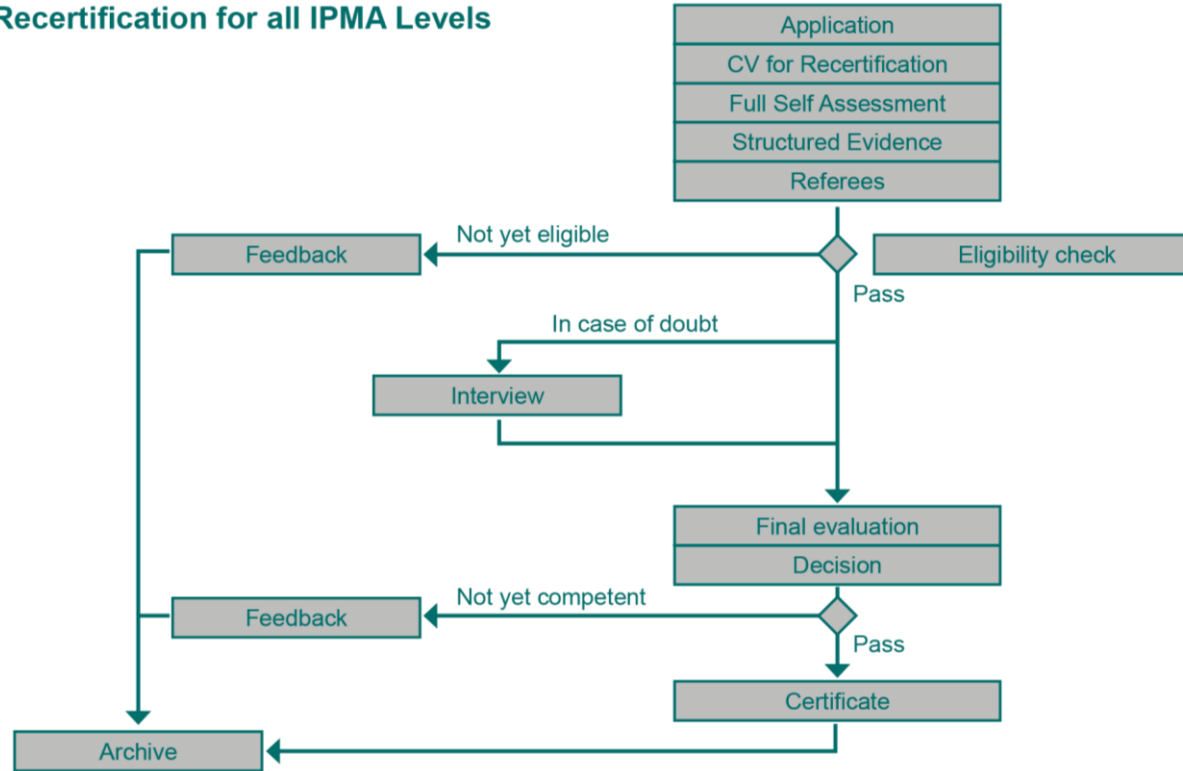 Recertification for all IPMA Levels
Application
CV for Recertification
Full Self Assessment
Structured Evidence
Referees
Not yet eligible
Feedback
Eligibility check
Pass
In case of doubt
Interview
Final evaluation
Decision
Not yet competent
Feedback
Pass
Certificate
Archive